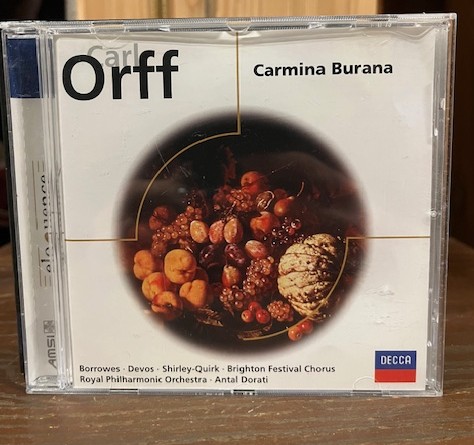 Carl
Orff
Carmina Burana
eloquence
AMSI
Borrowes · Devos · Shirley-Quirk · Brighton Festival Chorus
Royal Philharmonic Orchestra · Antal Dorati
DECCA